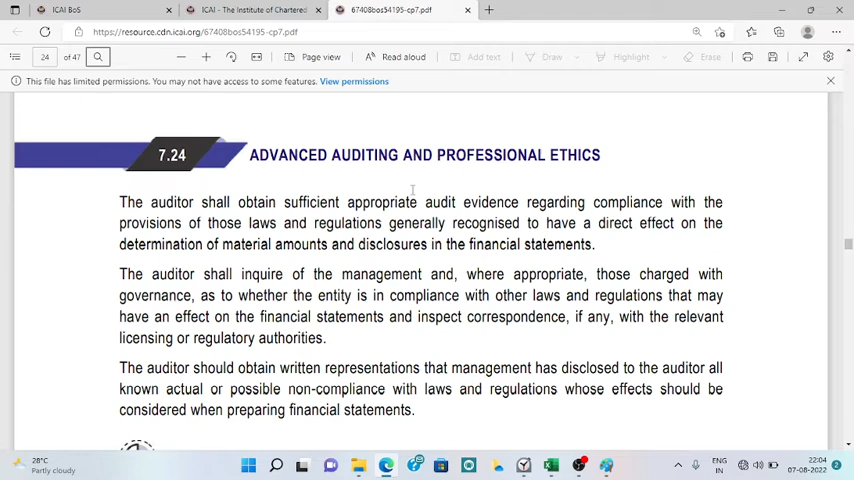 ICAI BoS
ICAI - The Institute of Chartered
67408bos54195-cp7.pdf
https://resource.cdn.icai.org/67408bos54195-cp7.pdf
24 of 47
Page view
Read aloud
Add text
Draw
Highlight
Erase
This file has limited permissions. You may not have access to some features. View permissions
7.24 ADVANCED AUDITING AND PROFESSIONAL ETHICS
The auditor shall obtain sufficient appropriate audit evidence regarding compliance with the
provisions of those laws and regulations generally recognised to have a direct effect on the
determination of material amounts and disclosures in the financial statements.
The auditor shall inquire of the management and, where appropriate, those charged with
governance, as to whether the entity is in compliance with other laws and regulations that may
have an effect on the financial statements and inspect correspondence, if any, with the relevant
licensing or regulatory authorities.
The auditor should obtain written representations that management has disclosed to the auditor all
known actual or possible non-compliance with laws and regulations whose effects should be
considered when preparing financial statements.
28°C
Partly cloudy
ENG
IN
22:04
07-08-2022
2